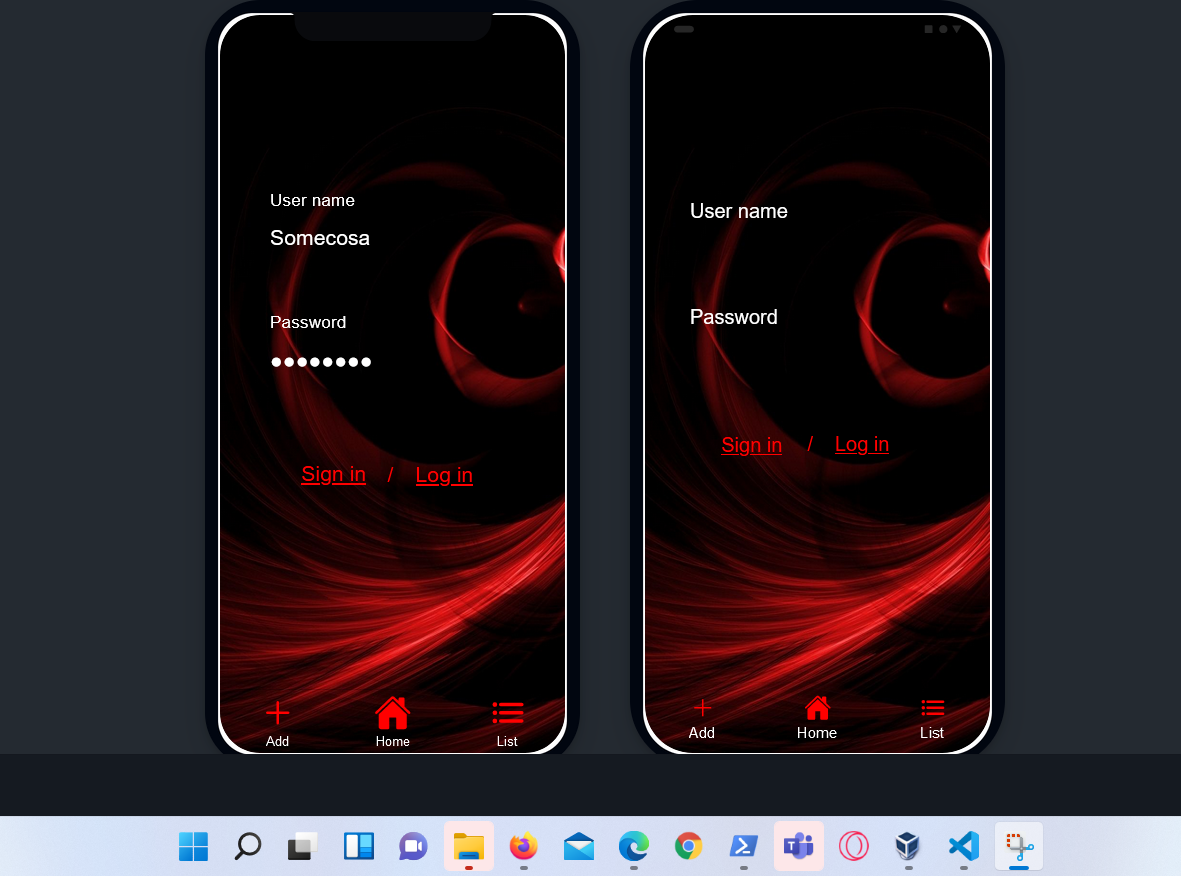 User name
Somecosa
Password
Sign in / Log in
Add Home List
User name
Password
Sign in / Log in
Add Home List